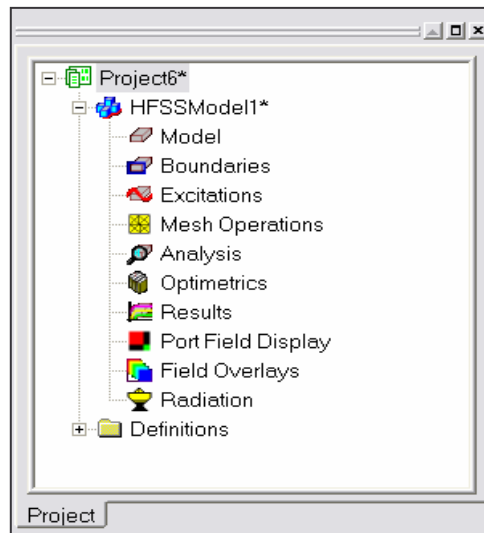 Project6*
HFSSModel1*
Model
Boundaries
Excitations
Mesh Operations
Analysis
Optimetrics
Results
Port Field Display
Field Overlays
Radiation
Definitions
Project